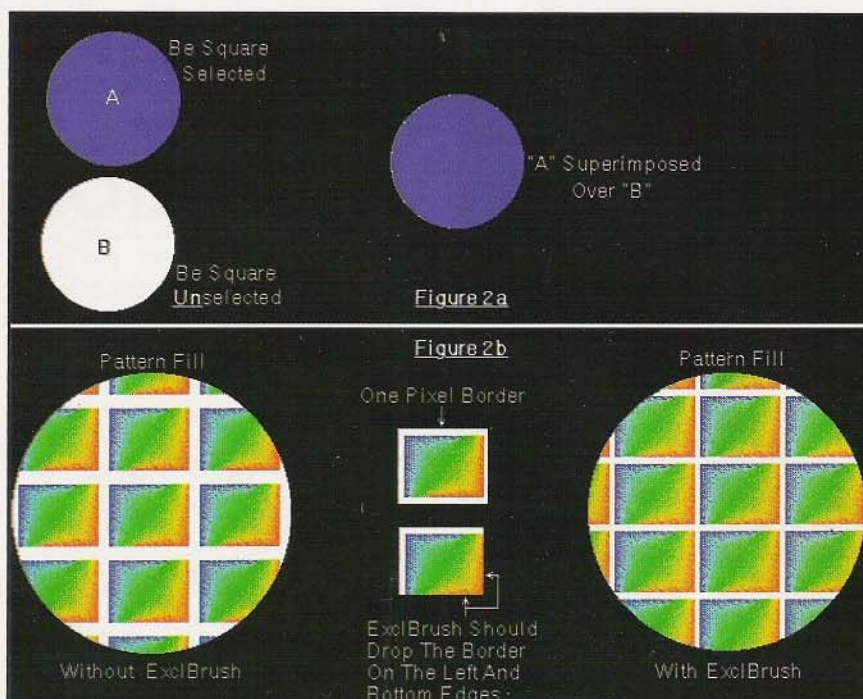 Be Square
Selected.
A
"A" Superimposed
Over "B"
B
Be Square
Unselected
Figure 2a
Figure 2b
Pattern Fill
One Pixel Border
Pattern Fill
ExclBrush Should
Drop The Border
On The Left And
Bottom Edges.
Without ExclBrush
With ExclBrush